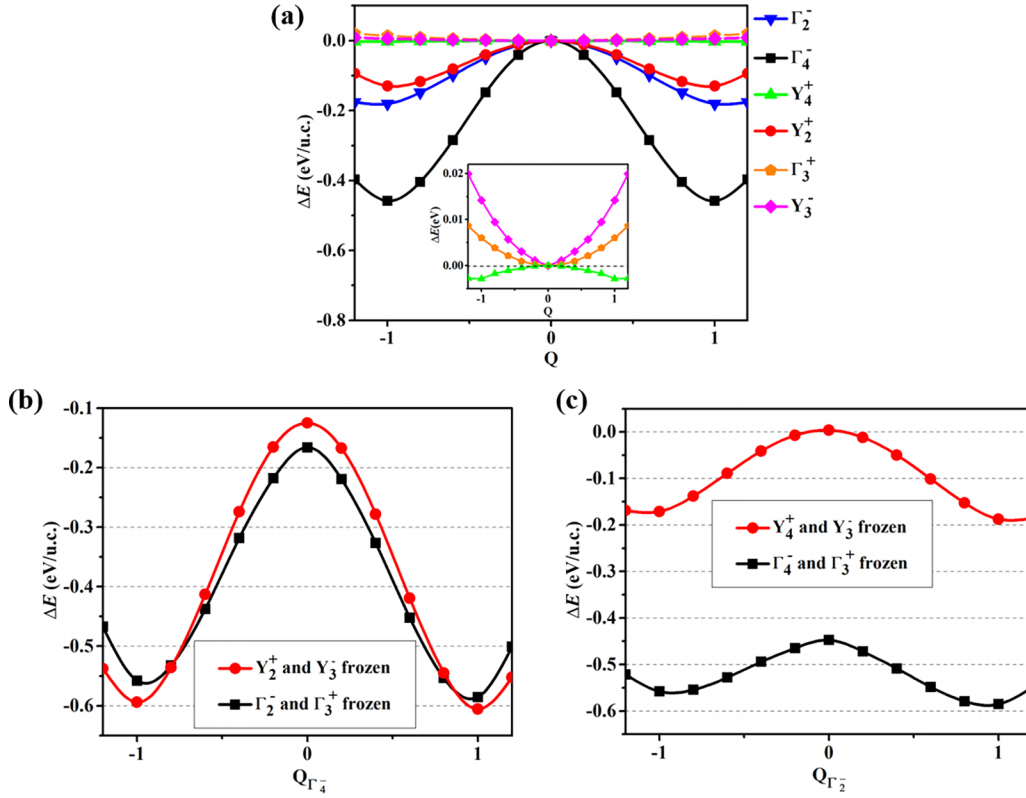 (a)
0.0
-0.2
-0.4
-0.6
-0.8
ΔE (eV/u.c.)
-1
0
1
Q
0.02
0.01
0.00
ΔE(eV)
-1
0
1
Q
Γ₂⁻
Γ₄⁻
Y₄⁺
Y₂⁺
Γ₃⁺
Y₃⁻
(b)
-0.1
-0.2
-0.3
-0.4
-0.5
-0.6
ΔE (eV/u.c.)
Y₂⁺ and Y₃⁻ frozen
Γ₂⁻ and Γ₃⁺ frozen
-1
0
1
Q_Γ₄⁻
(c)
0.0
-0.1
-0.2
-0.3
-0.4
-0.5
-0.6
ΔE (eV/u.c.)
Y₄⁺ and Y₃⁻ frozen
Γ₄⁻ and Γ₃⁺ frozen
-1
0
1
Q_Γ₂⁻